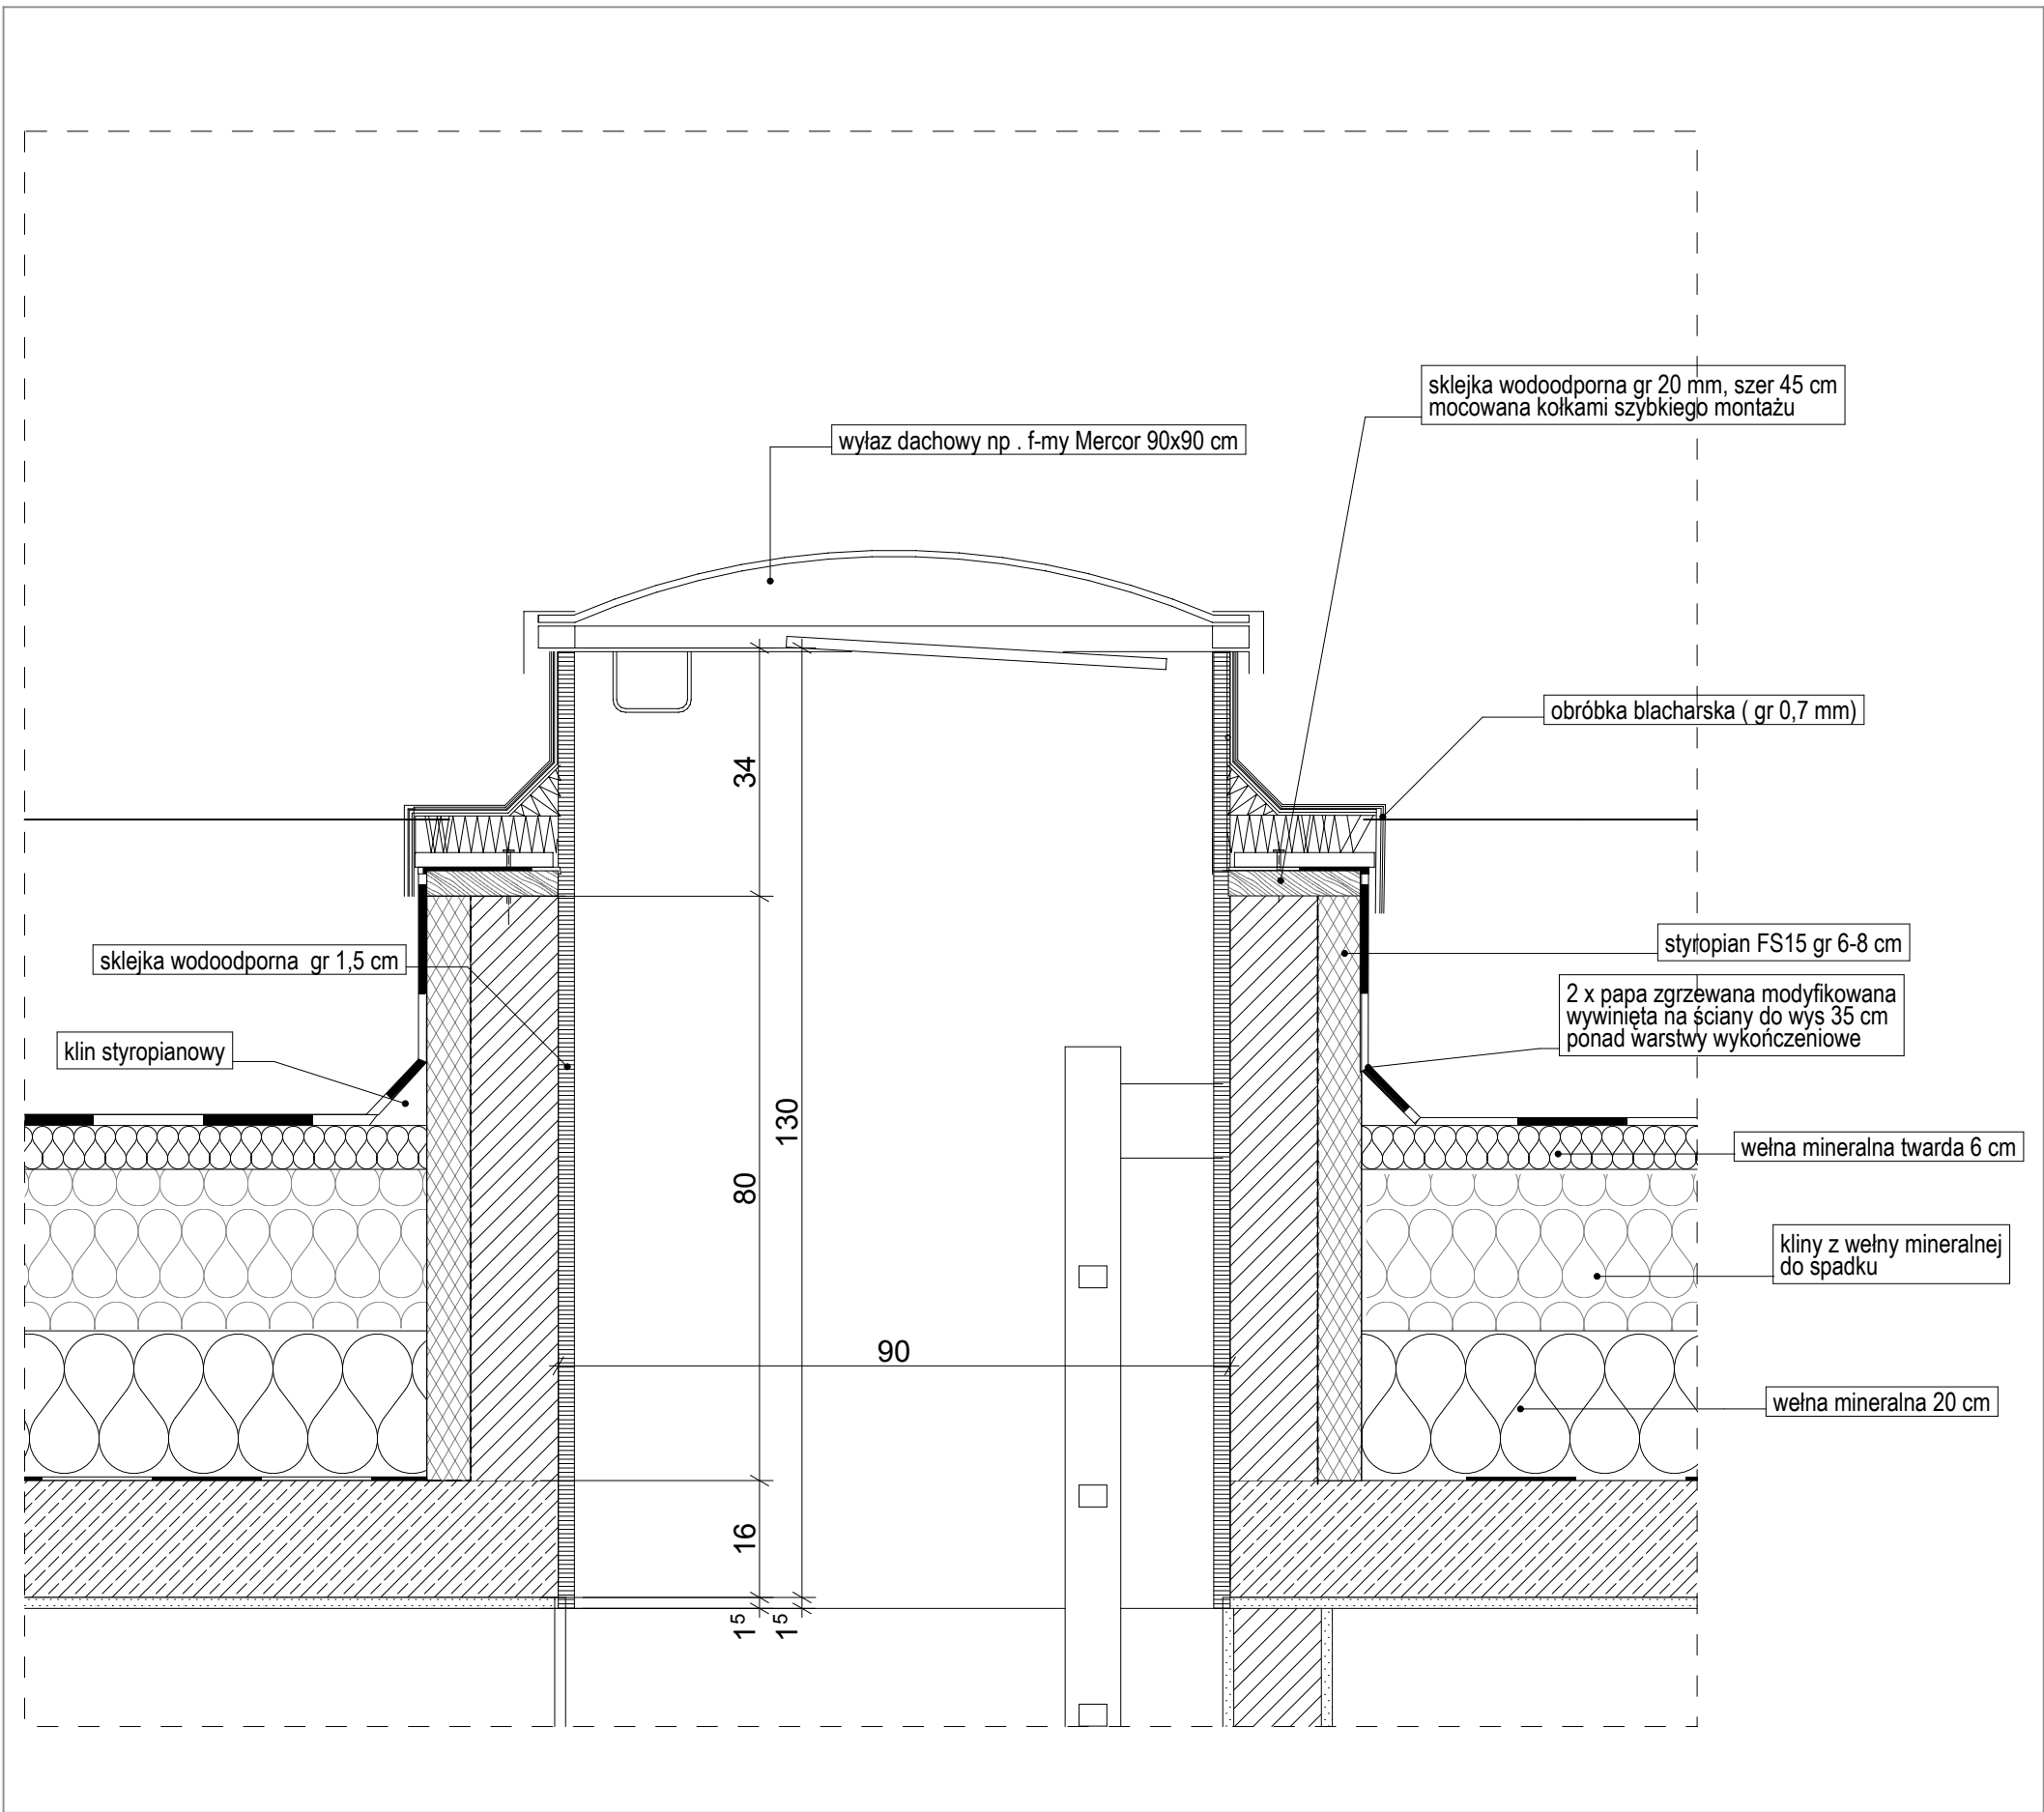 sklejka wodoodporna gr 20 mm, szer 45 cm
mocowana kołkami szybkiego montażu
wyłaz dachowy np . f-my Mercor 90x90 cm
obróbka blacharska ( gr 0,7 mm)
34
styropian FS15 gr 6-8 cm
sklejka wodoodporna gr 1,5 cm
2 x papa zgrzewana modyfikowana
wywinięta na ściany do wys 35 cm
ponad warstwy wykończeniowe
klin styropianowy
130
wełna mineralna twarda 6 cm
80
kliny z wełny mineralnej
do spadku
90
wełna mineralna 20 cm
16
1⁵
1⁵